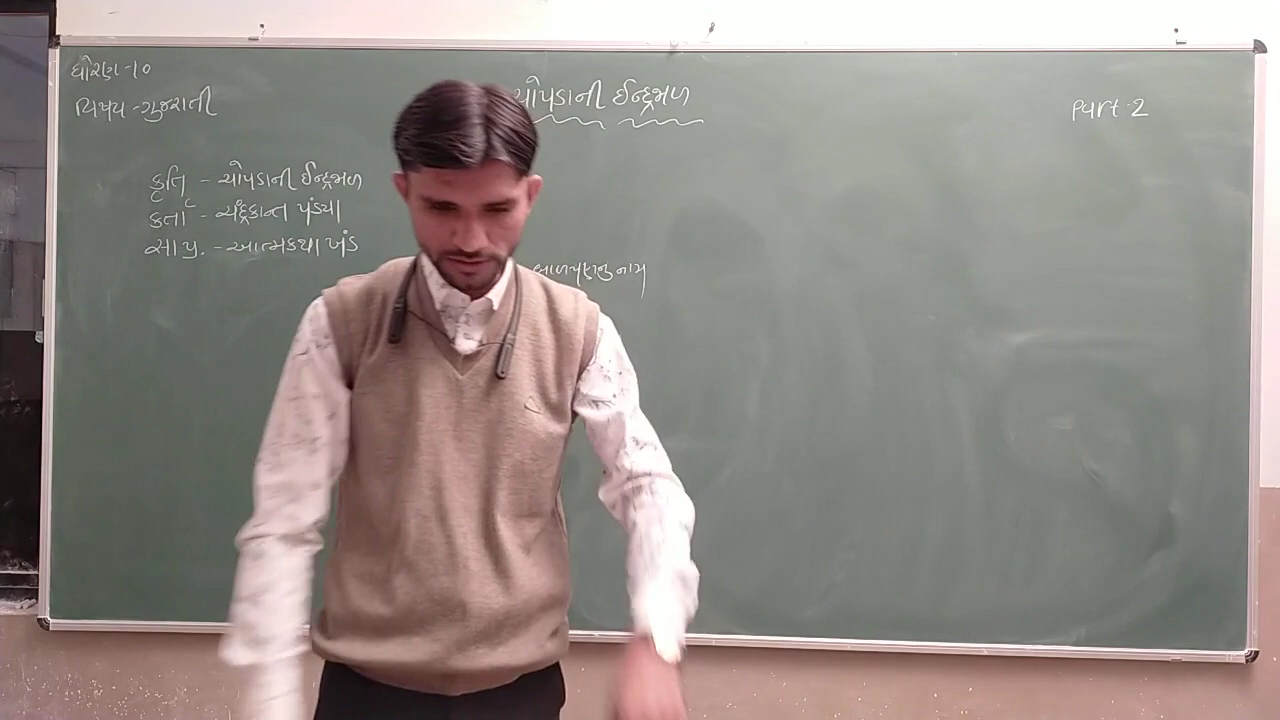 ધોરણ-૧૦
વિષય-ગુજરાતી
ચોપડાની ઈન્દ્રજાળ
Part-2
કૃતિ - ચોપડાની ઈન્દ્રજાળ
કર્તા - ચંદ્રકાન્ત પંડ્યા
સા.પ્ર. - આત્મકથા ખંડ
બાળપણનું નામ